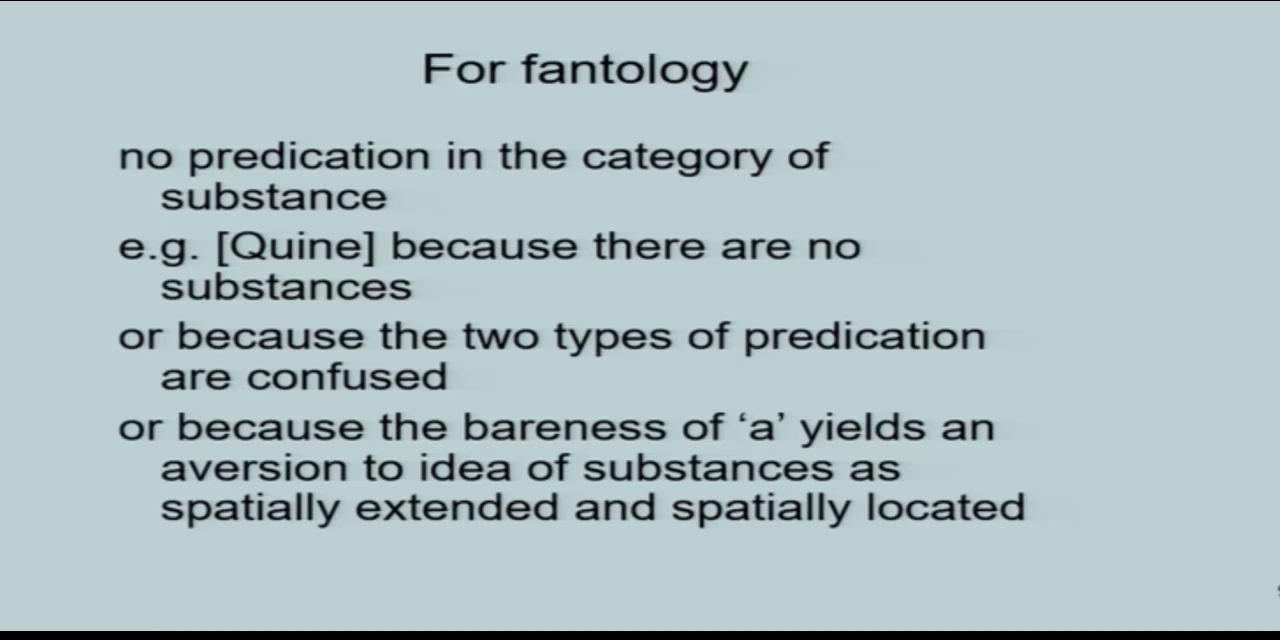 For fantology
no predication in the category of
substance
e.g. [Quine] because there are no
substances
or because the two types of predication
are confused
or because the bareness of ‘a’ yields an
aversion to idea of substances as
spatially extended and spatially located